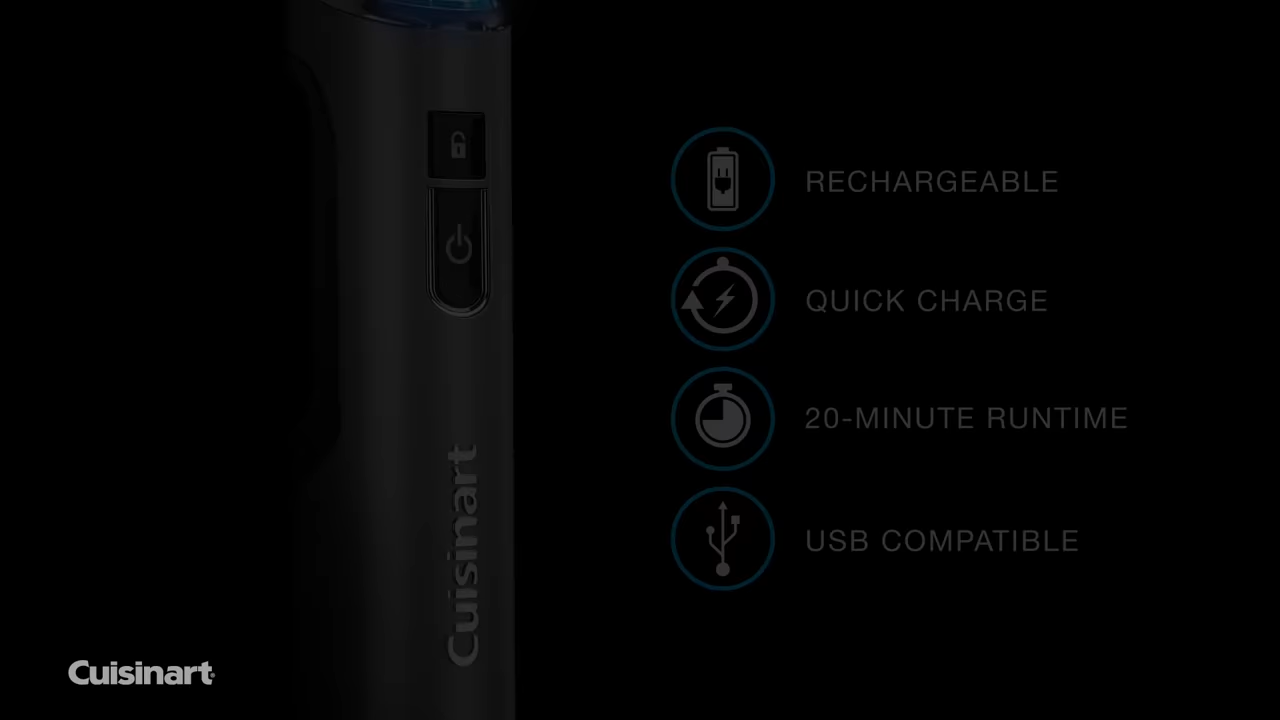 RECHARGEABLE
QUICK CHARGE
20-MINUTE RUNTIME
USB COMPATIBLE
Cuisinart
Cuisinart